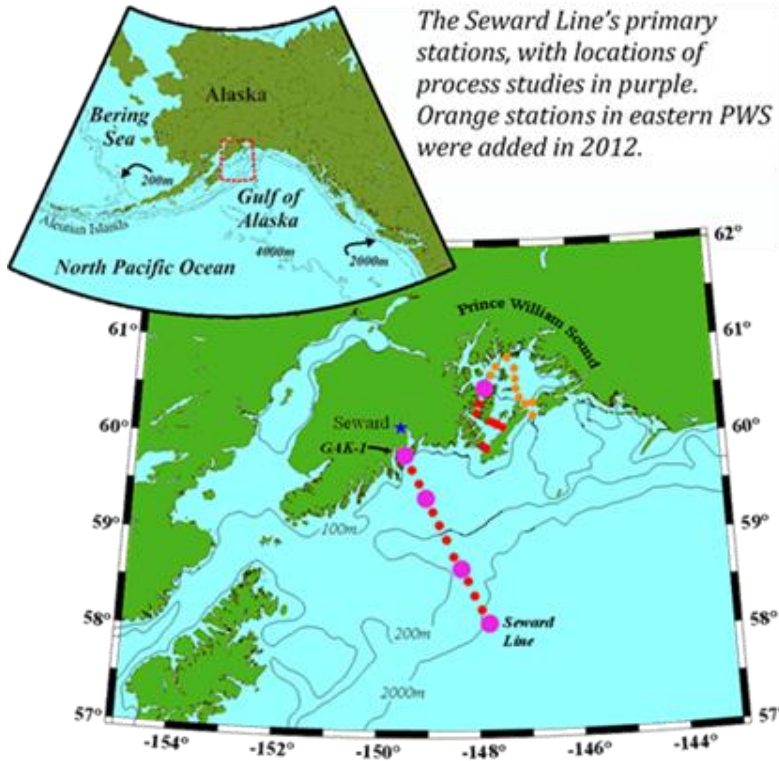 The Seward Line's primary
stations, with locations of
process studies in purple.
Orange stations in eastern PWS
were added in 2012.
Alaska
Bering
Sea
200m
Gulf of
Alaska
Aleutian Islands
4000m
2000m
North Pacific Ocean
62°
61°
61°
Prince William Sound
60°
Seward
60°
GAK-1
59°
100m
59°
58°
Seward
Line
58°
200m
2000m
57°
57°
-154°
-152°
-150°
-148°
-146°
-144°